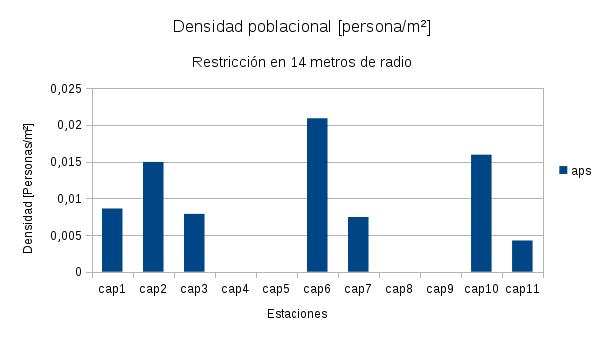 Densidad poblacional [persona/m²]
Restricción en 14 metros de radio
0,025
0,02
0,015
0,01
0,005
0
Densidad [Personas/m²]
cap1 cap2 cap3 cap4 cap5 cap6 cap7 cap8 cap9 cap10 cap11
Estaciones
aps